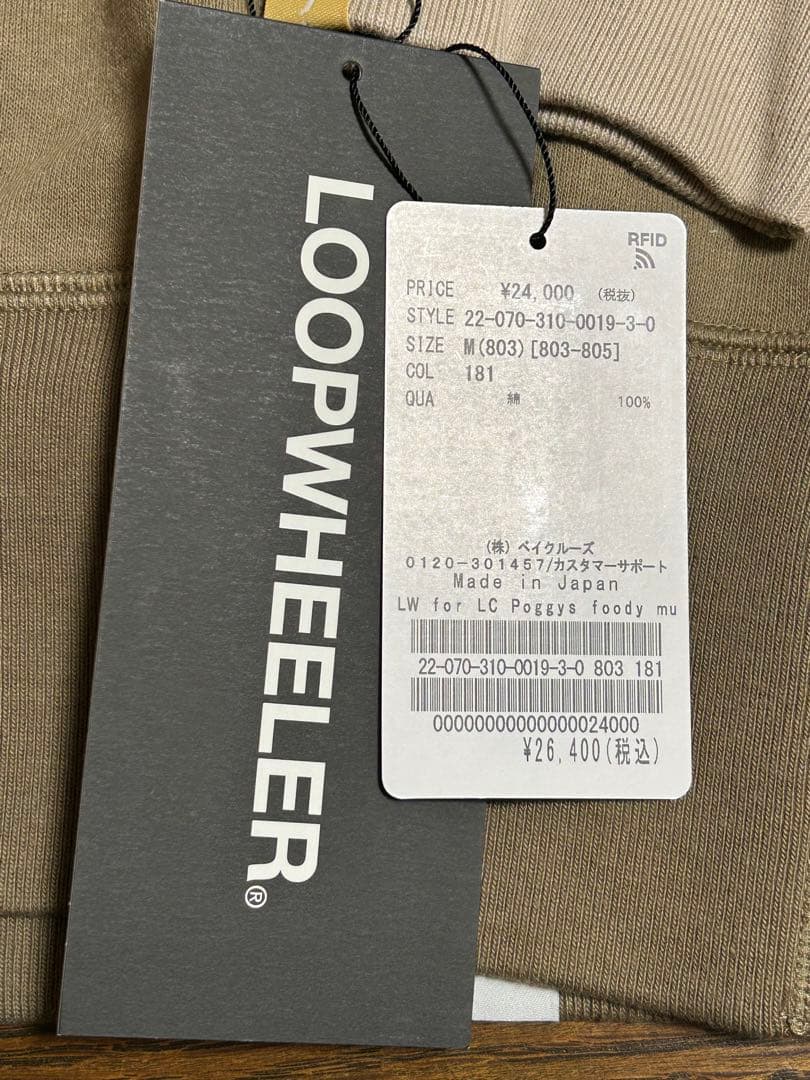 LOOPWHEELER®
RFID
PRICE ¥24,000 (税抜)
STYLE 22-070-310-0019-3-0
SIZE M(803)[803-805]
COL 181
QUA 綿 100%
(株) ベイクルーズ
0120-301457/カスタマーサポート
Made in Japan
LW for LC Poggys foody mu
22-070-310-0019-3-0 803 181
00000000000000024000
¥26,400(税込)